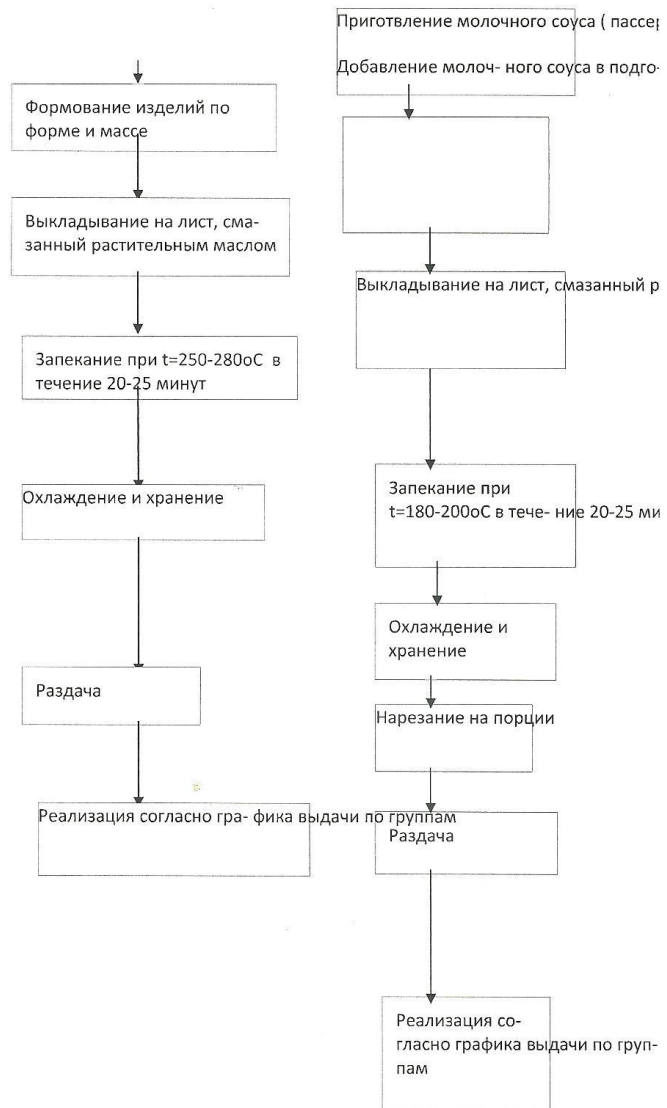 Формование изделий по
форме и массе
Выкладывание на лист, сма-
занный растительным маслом
Запекание при t=250-280оС в
течение 20-25 минут
Охлаждение и хранение
Раздача
Реализация согласно гра- фика выдачи по группам
Приготвление молочного соуса ( пассер
Добавление молоч- ного соуса в подго-
Выкладывание на лист, смазанный р
Запекание при
t=180-200оС в тече- ние 20-25 ми
Охлаждение и
хранение
Нарезание на порции
Раздача
Реализация со-
гласно графика выдачи по груп-
пам